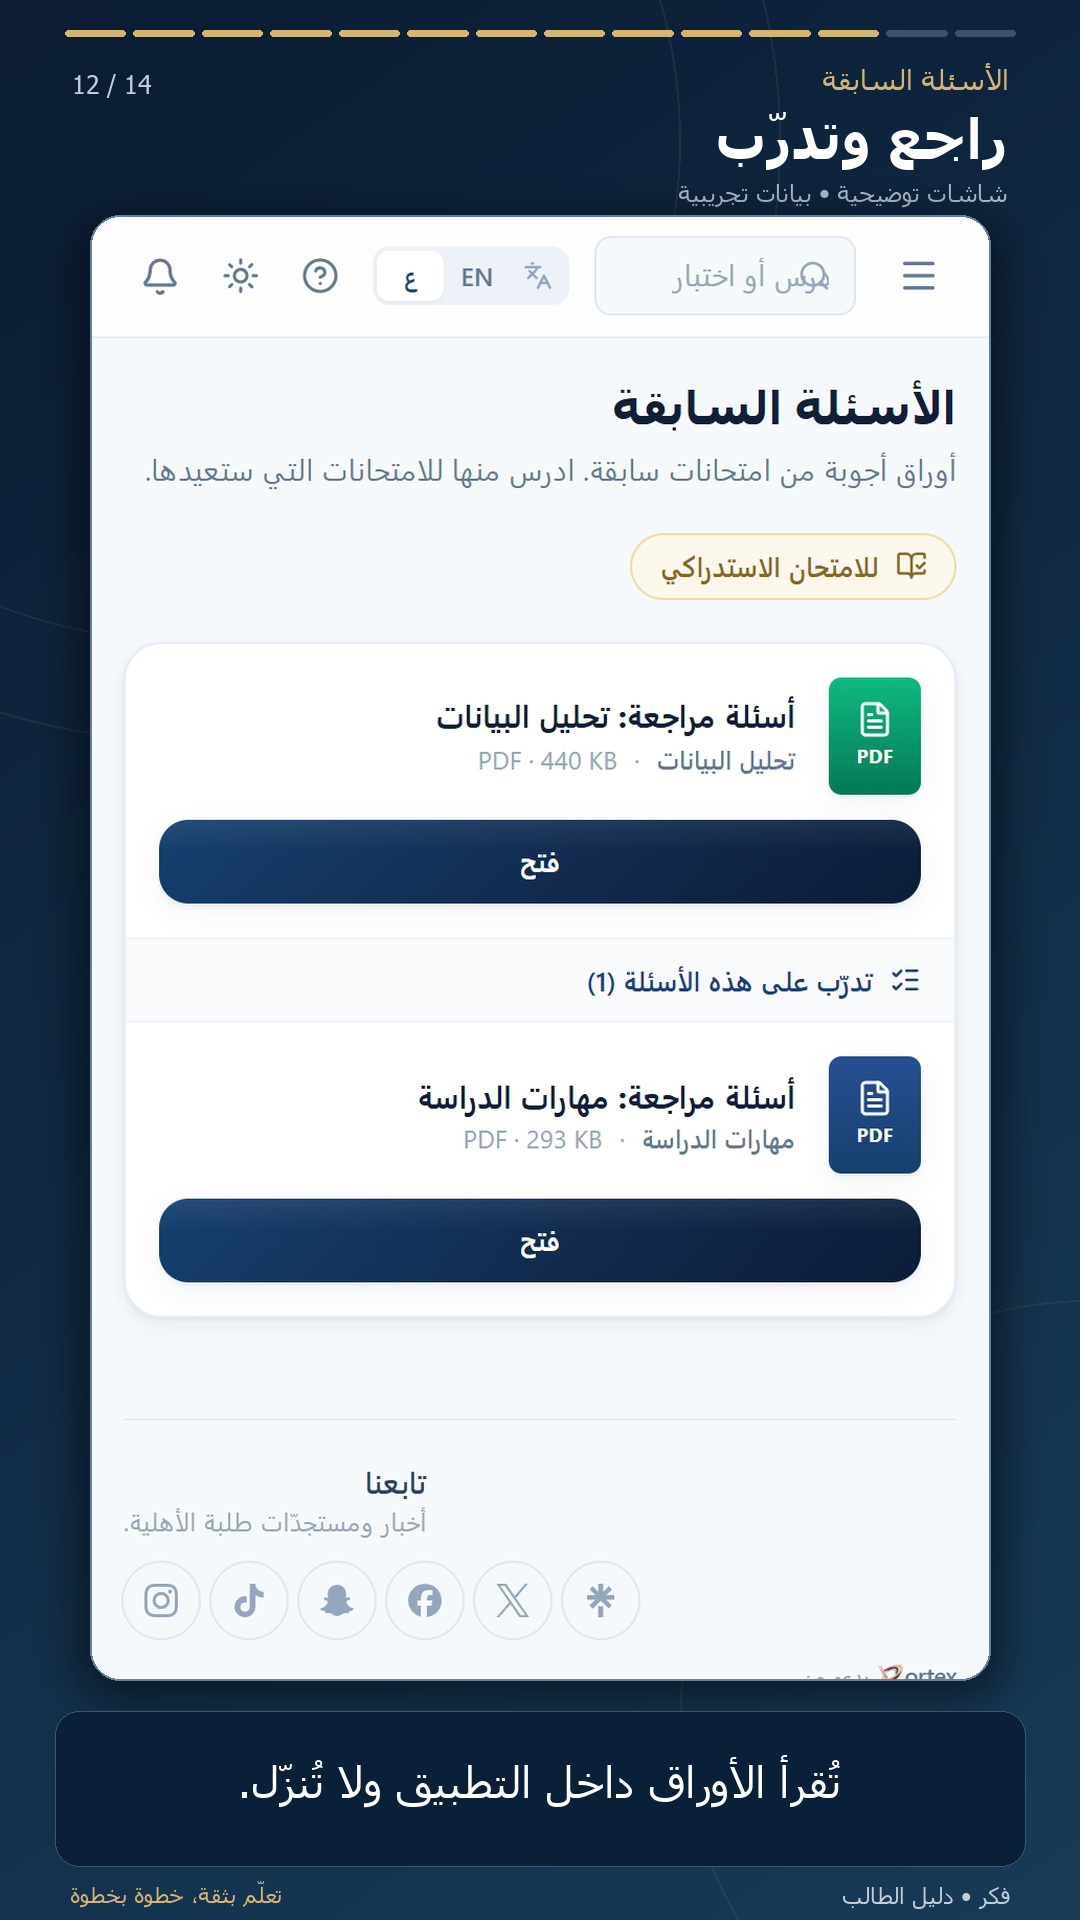 الأسئلة السابقة
12 / 14
راجع وتدرّب
شاشات توضيحية • بيانات تجريبية
أو اختبار
EN
ع
الأسئلة السابقة
أوراق أجوبة من امتحانات سابقة. ادرس منها للامتحانات التي ستعيدها.
للامتحان الاستدراكي
أسئلة مراجعة: تحليل البيانات
تحليل البيانات · PDF · 440 KB
PDF
فتح
تدرّب على هذه الأسئلة (1)
أسئلة مراجعة: مهارات الدراسة
مهارات الدراسة · PDF · 293 KB
PDF
فتح
تابعنا
أخبار ومستجدّات طلبة الأهلية.
تُقرأ الأوراق داخل التطبيق ولا تُنزّل.
فكر • دليل الطالب
تعلّم بثقة، خطوة بخطوة